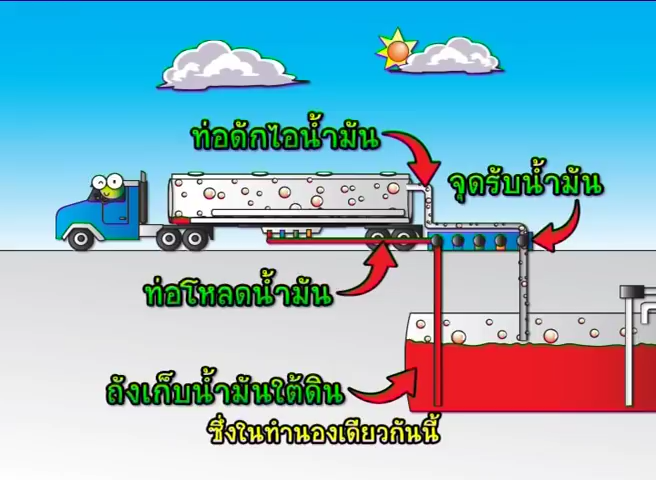 ท่อดักไอน้ำมัน
จุดรับน้ำมัน
ท่อโหลดน้ำมัน
ถังเก็บน้ำมันใต้ดิน
ซึ่งในทำนองเดียวกันนี้